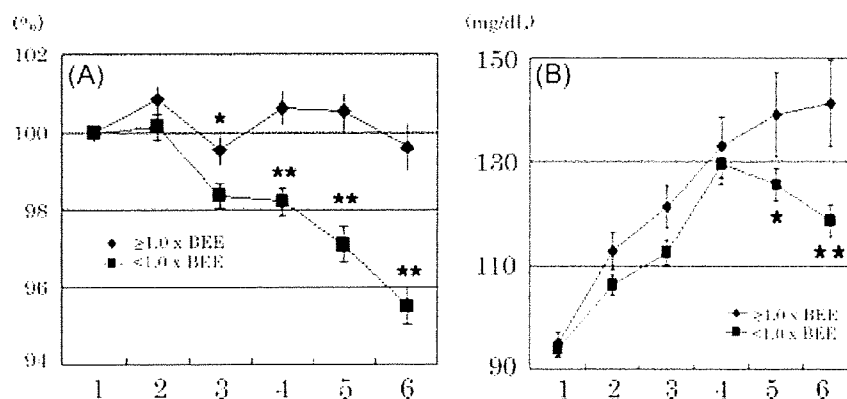 (%) (mg/dL)
(A)
102
100
98
96
94
★
★★
★★
★★
≥1.0 x BEE
<1.0 x BEE
1 2 3 4 5 6
(B)
150
130
110
90
★
★★
≥1.0 x BEE
<1.0 x BEE
1 2 3 4 5 6